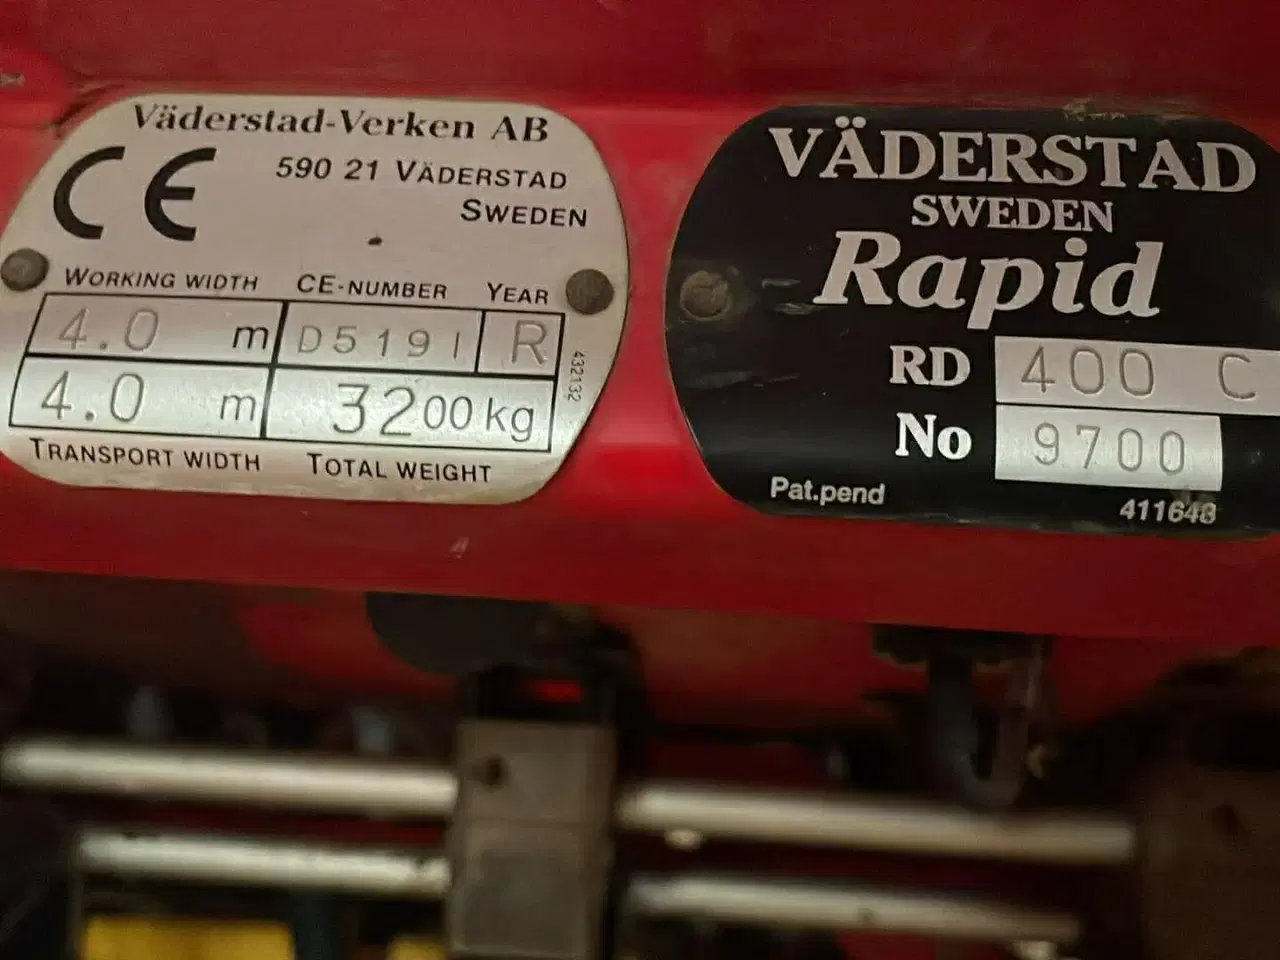 Väderstad-Verken AB
CE
590 21 VÄDERSTAD
SWEDEN
WORKING WIDTH CE-NUMBER YEAR
4.0 m D5191 R
4.0 m 3200 kg
TRANSPORT WIDTH TOTAL WEIGHT
432132
VÄDERSTAD
SWEDEN
Rapid
RD 400 C
No 9700
Pat.pend